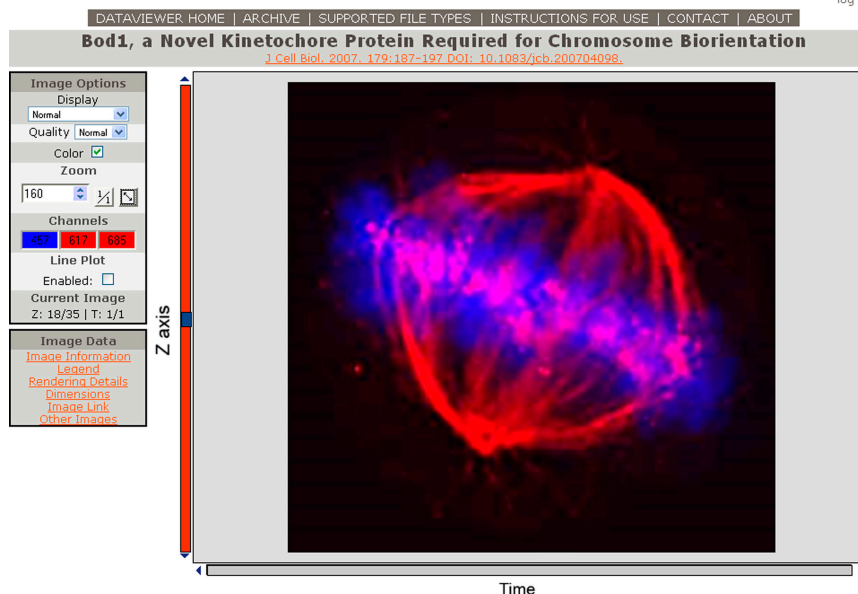 log
DATAVIEWER HOME | ARCHIVE | SUPPORTED FILE TYPES | INSTRUCTIONS FOR USE | CONTACT | ABOUT
Bod1, a Novel Kinetochore Protein Required for Chromosome Biorientation
J Cell Biol. 2007. 179:187-197 DOI: 10.1083/jcb.200704098.
Image Options
Display
Normal
Quality Normal
Color
Zoom
160 1/1
Channels
457 617 685
Line Plot
Enabled:
Current Image
Z: 18/35 | T: 1/1
Image Data
Image Information
Legend
Rendering Details
Dimensions
Image Link
Other Images
Z axis
Time